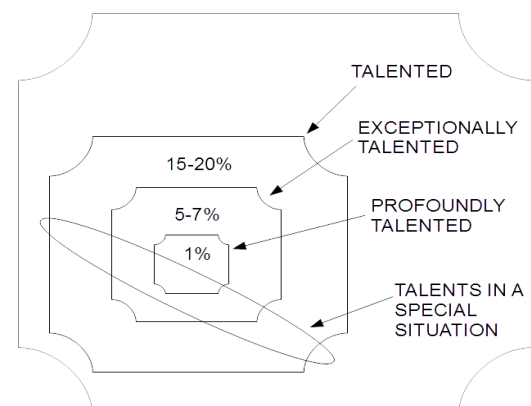 TALENTED
EXCEPTIONALLY
TALENTED
15-20%
PROFOUNDLY
TALENTED
5-7%
1%
TALENTS IN A
SPECIAL
SITUATION